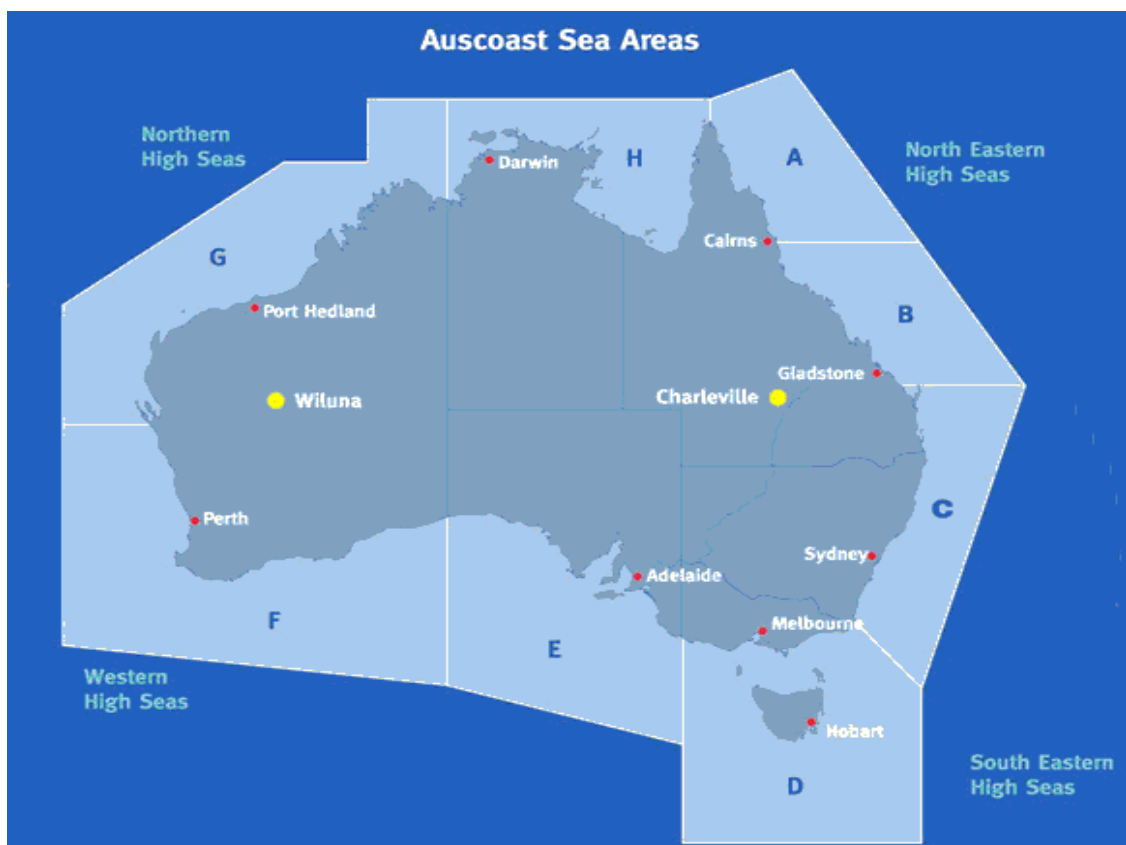 Auscoast Sea Areas
Northern
High Seas
North Eastern
High Seas
Darwin
H
A
Cairns
G
Port Hedland
B
Gladstone
Wiluna
Charleville
C
Perth
Sydney
Adelaide
F
Melbourne
E
Western
High Seas
Hobart
D
South Eastern
High Seas